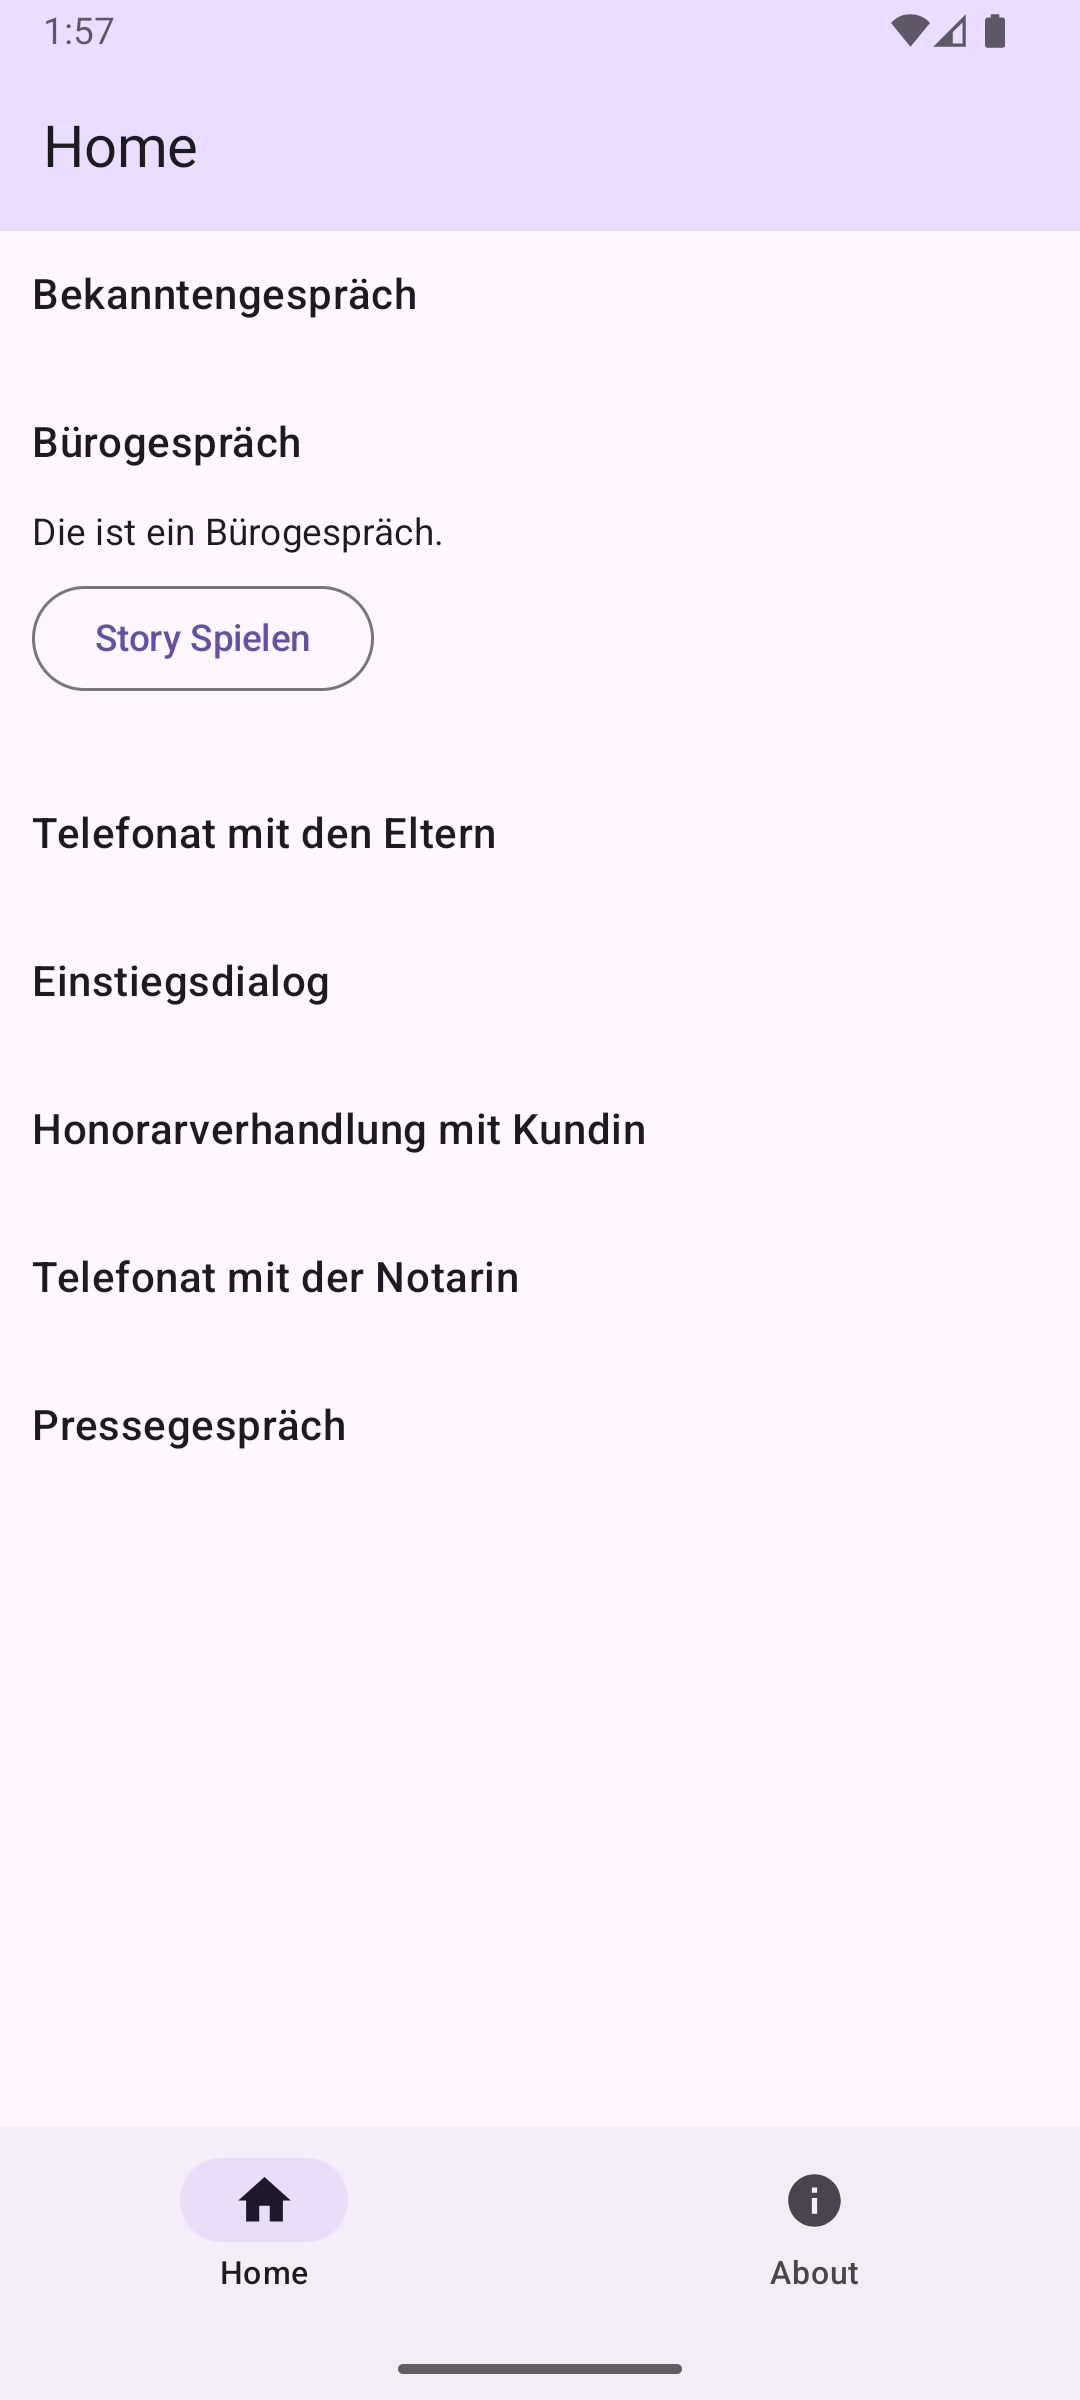 1:57
Home
Bekanntengespräch
Bürogespräch
Die ist ein Bürogespräch.
Story Spielen
Telefonat mit den Eltern
Einstiegsdialog
Honorarverhandlung mit Kundin
Telefonat mit der Notarin
Pressegespräch
Home
About